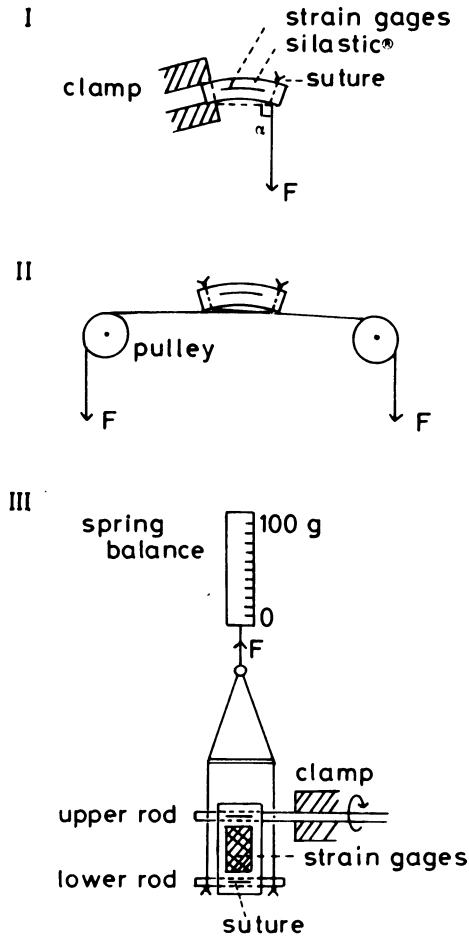 I
strain gages
silastic®
suture
clamp
α
F
II
pulley
F
F
III
spring
balance
100 g
0
F
clamp
upper rod
strain gages
lower rod
suture